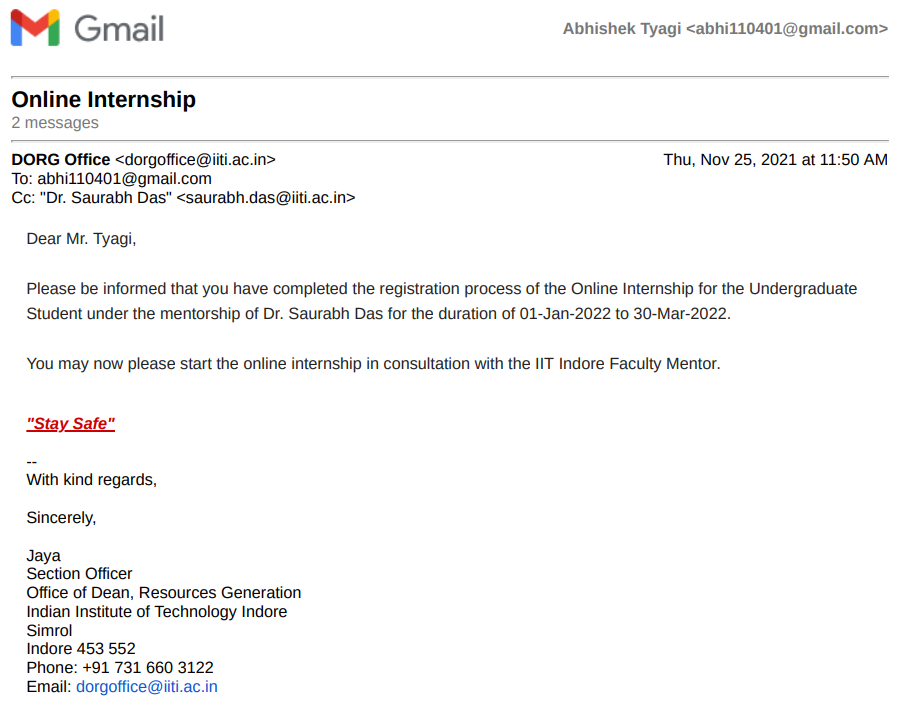 Gmail
Abhishek Tyagi <abhi110401@gmail.com>
Online Internship
2 messages
DORG Office <dorgoffice@iiti.ac.in>
Thu, Nov 25, 2021 at 11:50 AM
To: abhi110401@gmail.com
Cc: "Dr. Saurabh Das" <saurabh.das@iiti.ac.in>
Dear Mr. Tyagi,
Please be informed that you have completed the registration process of the Online Internship for the Undergraduate
Student under the mentorship of Dr. Saurabh Das for the duration of 01-Jan-2022 to 30-Mar-2022.
You may now please start the online internship in consultation with the IIT Indore Faculty Mentor.
"Stay Safe"
--
With kind regards,
Sincerely,
Jaya
Section Officer
Office of Dean, Resources Generation
Indian Institute of Technology Indore
Simrol
Indore 453 552
Phone: +91 731 660 3122
Email: dorgoffice@iiti.ac.in